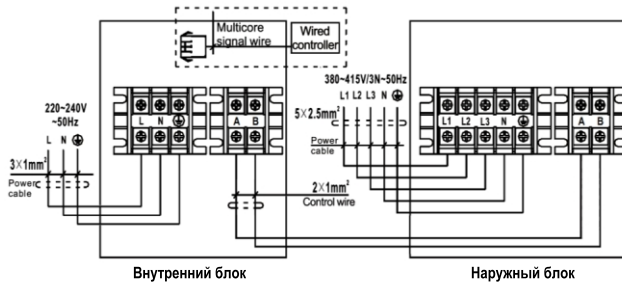 Multicore
signal wire
Wired
controller
220~240V
~50Hz
L N
3×1mm²
Power
cable
L N
A B
380~415V/3N~50Hz
L1 L2 L3 N
5×2.5mm²
Power
cable
2×1mm²
Control wire
L1 L2 L3 N
A B
Внутренний блок
Наружный блок